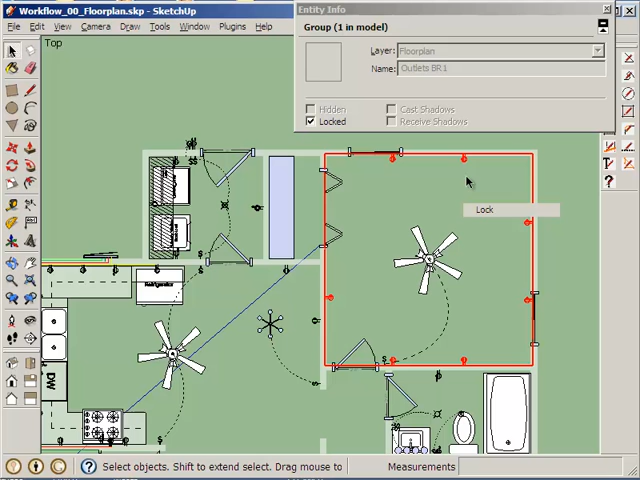 Workflow_00_Floorplan.skp - SketchUp
File Edit View Camera Draw Tools Window Plugins Help
Top
Entity Info
Group (1 in model)
Layer: Floorplan
Name: Outlets BR1
Hidden
Cast Shadows
Locked
Receive Shadows
Lock
Refrigerator
DW
Select objects. Shift to extend select. Drag mouse to
Measurements